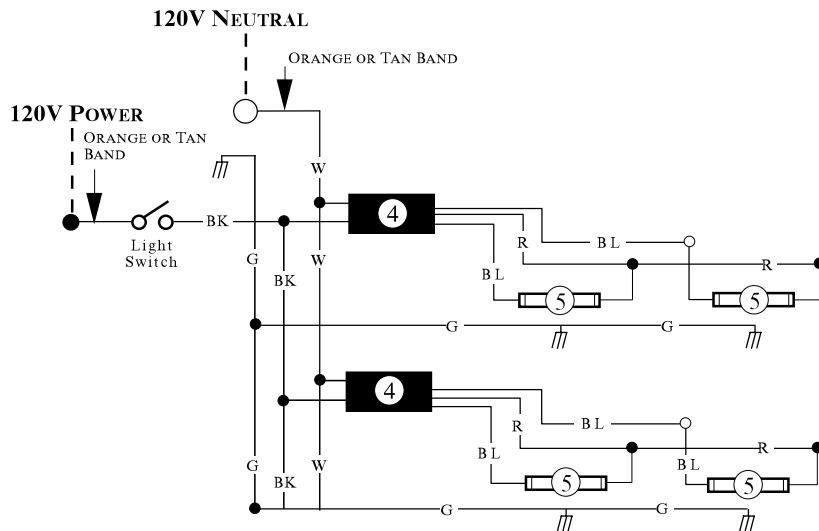 120V NEUTRAL
ORANGE OR TAN BAND
120V POWER
ORANGE OR TAN
BAND
W
4
BK
Light
Switch
R
BL
G
W
BL
R
BK
5
5
G
G
4
BL
R
R
BL
G
W
BL
BK
5
5
G
G